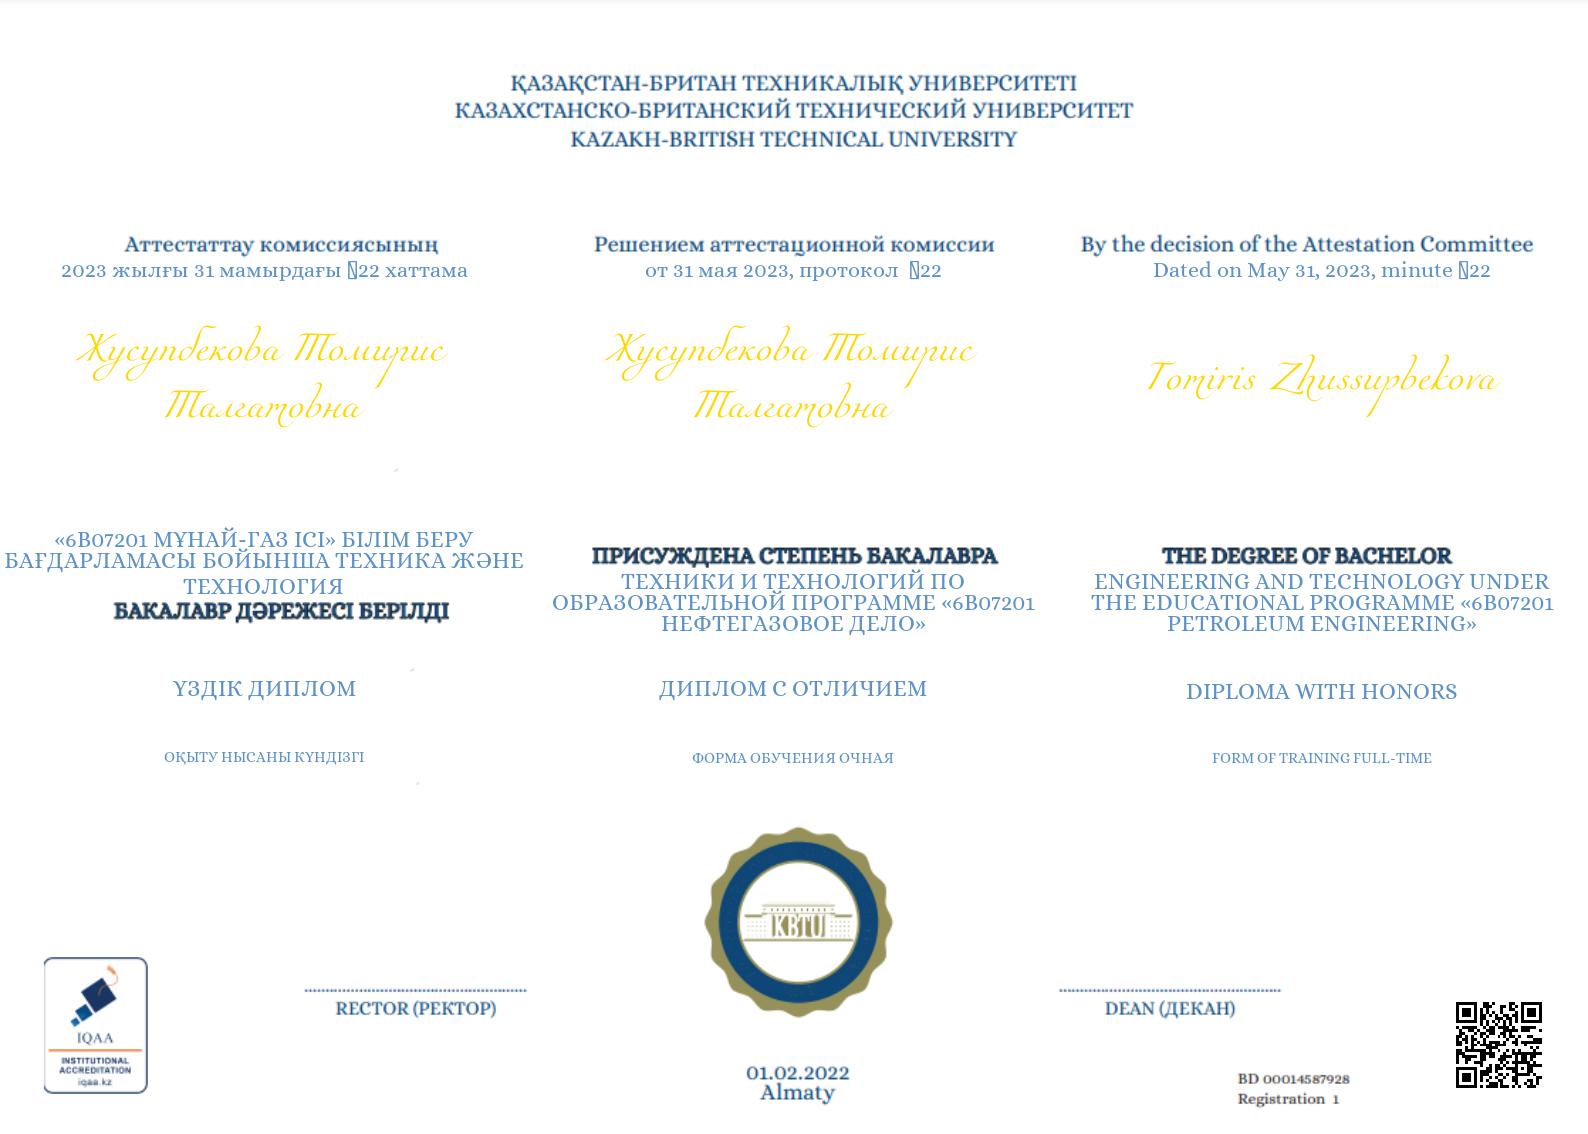 ҚАЗАҚСТАН-БРИТАН ТЕХНИКАЛЫҚ УНИВЕРСИТЕТІ
КАЗАХСТАНСКО-БРИТАНСКИЙ ТЕХНИЧЕСКИЙ УНИВЕРСИТЕТ
KAZAKH-BRITISH TECHNICAL UNIVERSITY
Аттестаттау комиссиясының
2023 жылғы 31 мамырдағы 22 хаттама
Жусупбекова Томирис
Талгатовна
«6B07201 МҰНАЙ-ГАЗ ІСІ» БІЛІМ БЕРУ
БАҒДАРЛАМАСЫ БОЙЫНША ТЕХНИКА ЖӘНЕ
ТЕХНОЛОГИЯ
БАКАЛАВР ДӘРЕЖЕСІ БЕРІЛДІ
ҮЗДІК ДИПЛОМ
ОҚЫТУ НЫСАНЫ КҮНДІЗГІ
Решением аттестационной комиссии
от 31 мая 2023, протокол 22
Жусупбекова Томирис
Талгатовна
ПРИСУЖДЕНА СТЕПЕНЬ БАКАЛАВРА
ТЕХНИКИ И ТЕХНОЛОГИЙ ПО
ОБРАЗОВАТЕЛЬНОЙ ПРОГРАММЕ «6B07201
НЕФТЕГАЗОВОЕ ДЕЛО»
ДИПЛОМ С ОТЛИЧИЕМ
ФОРМА ОБУЧЕНИЯ ОЧНАЯ
By the decision of the Attestation Committee
Dated on May 31, 2023, minute 22
Tomiris Zhussupbekova
THE DEGREE OF BACHELOR
ENGINEERING AND TECHNOLOGY UNDER
THE EDUCATIONAL PROGRAMME «6B07201
PETROLEUM ENGINEERING»
DIPLOMA WITH HONORS
FORM OF TRAINING FULL-TIME
KBTU
IQAA
INSTITUTIONAL
ACCREDITATION
iqaa.kz
RECTOR (РЕКТОР)
DEAN (ДЕКАН)
01.02.2022
Almaty
BD 00014587928
Registration 1